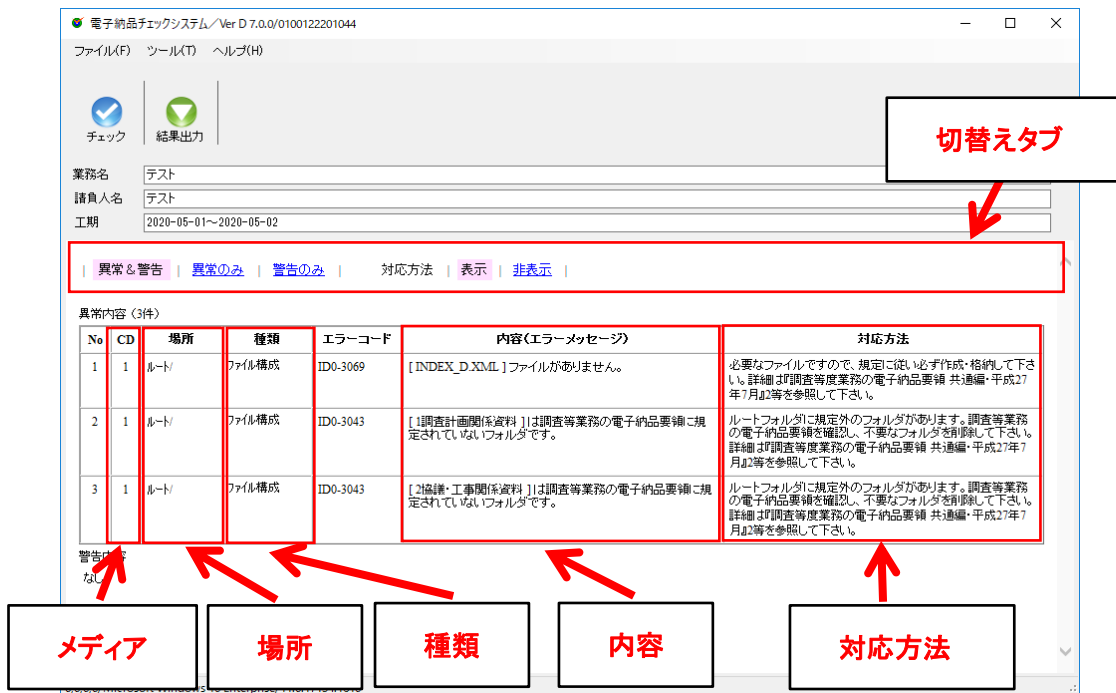 電子納品チェックシステム／Ver D 7.0.0/0100122201044
ファイル(F) ツール(T) ヘルプ(H)
チェック 結果出力
切替えタブ
業務名 テスト
請負人名 テスト
工期 2020-05-01～2020-05-02
| 異常＆警告 | 異常のみ | 警告のみ | 対応方法 | 表示 | 非表示 |
異常内容（3件）
No CD 場所 種類 エラーコード 内容（エラーメッセージ） 対応方法
1 1 ルート/ ファイル構成 ID0-3069 [ INDEX_D.XML ]ファイルがありません。
必要なファイルですので、規定に従い必ず作成・格納して下さ
い。詳細は『調査等度業務の電子納品要領 共通編・平成27
年7月』2等を参照して下さい。
2 1 ルート/ ファイル構成 ID0-3043 [ 1調査計画関係資料 ]は調査等業務の電子納品要領に規
定されていないフォルダです。
ルートフォルダに規定外のフォルダがあります。調査等業務
の電子納品要領を確認し、不要なフォルダを削除して下さい。
詳細は『調査等度業務の電子納品要領 共通編・平成27年7
月』2等を参照して下さい。
3 1 ルート/ ファイル構成 ID0-3043 [ 2協議・工事関係資料 ]は調査等業務の電子納品要領に規
定されていないフォルダです。
ルートフォルダに規定外のフォルダがあります。調査等業務
の電子納品要領を確認し、不要なフォルダを削除して下さい。
詳細は『調査等度業務の電子納品要領 共通編・平成27年7
月』2等を参照して下さい。
警告内容
なし
メディア 場所 種類 内容 対応方法